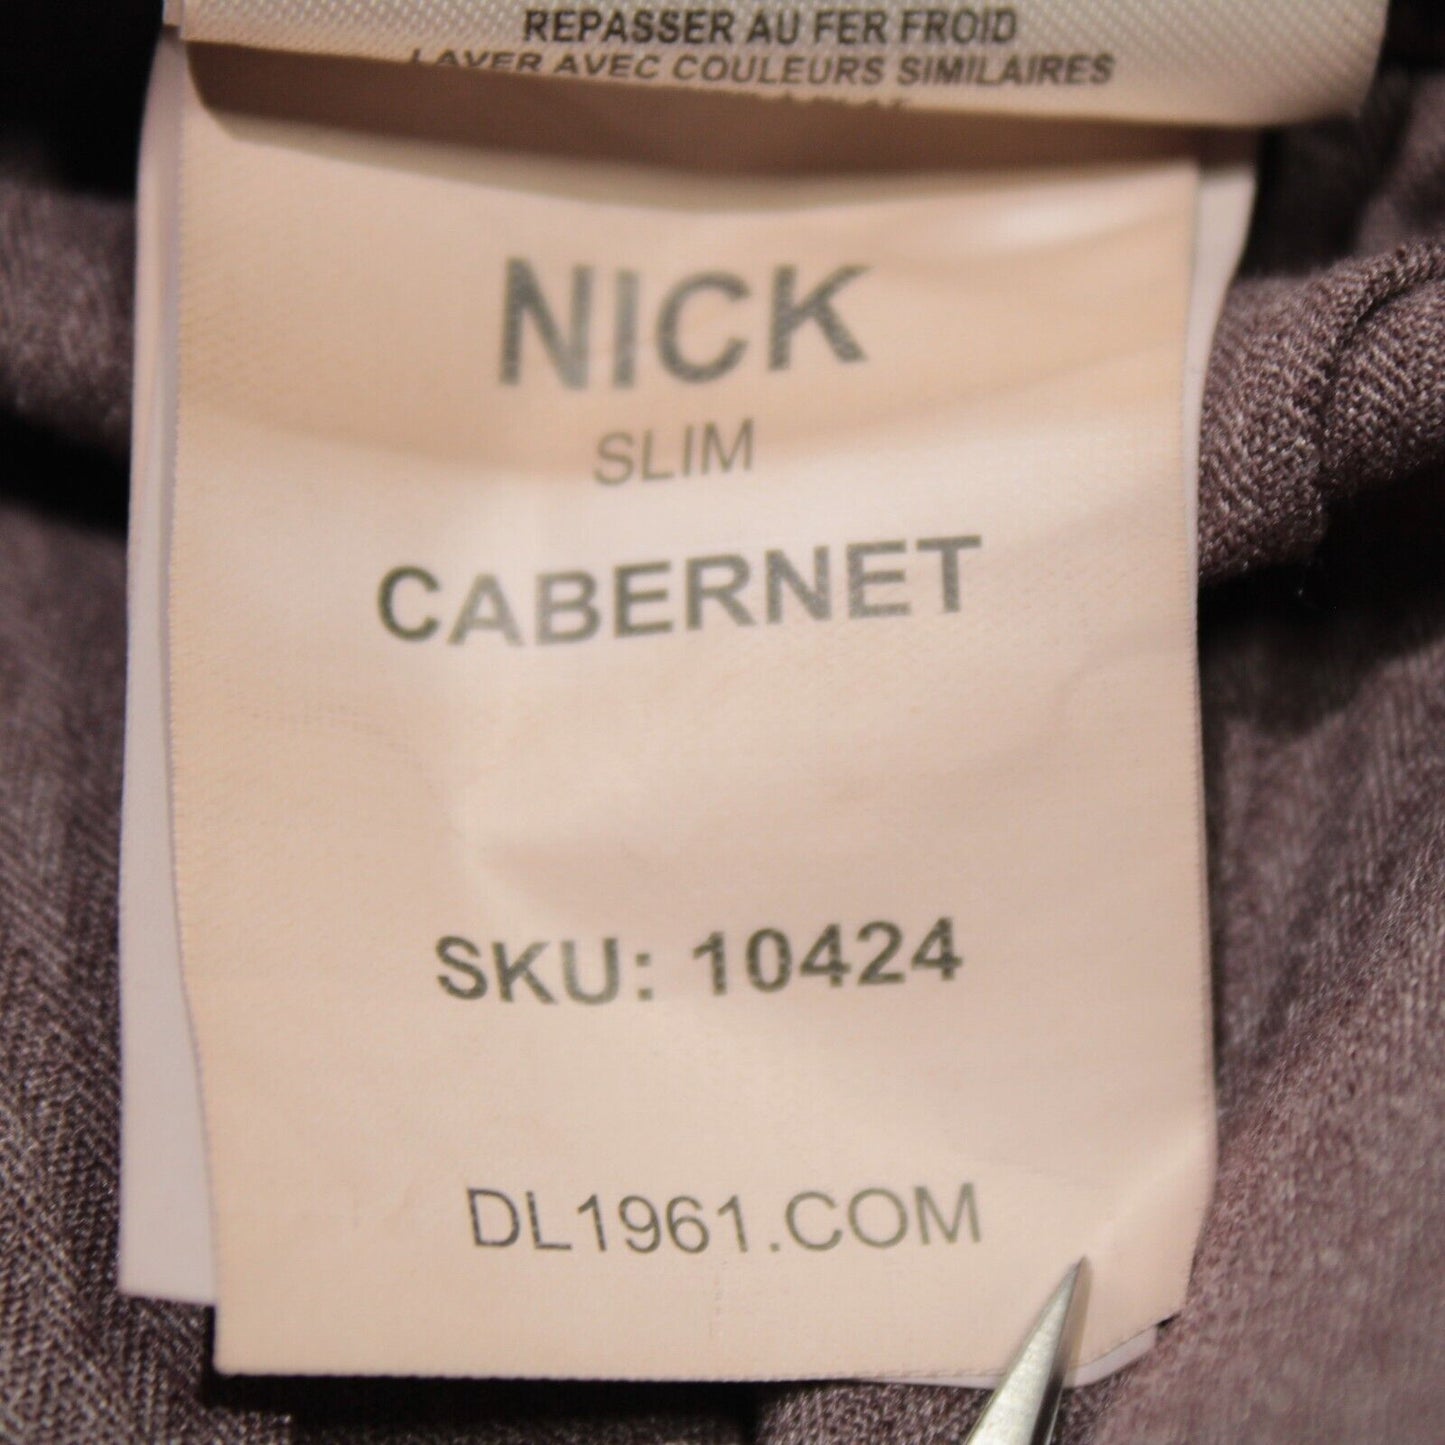 REPASSER AU FER FROID
LAVER AVEC COULEURS SIMILAIRES
NICK
SLIM
CABERNET
SKU: 10424
DL1961.COM